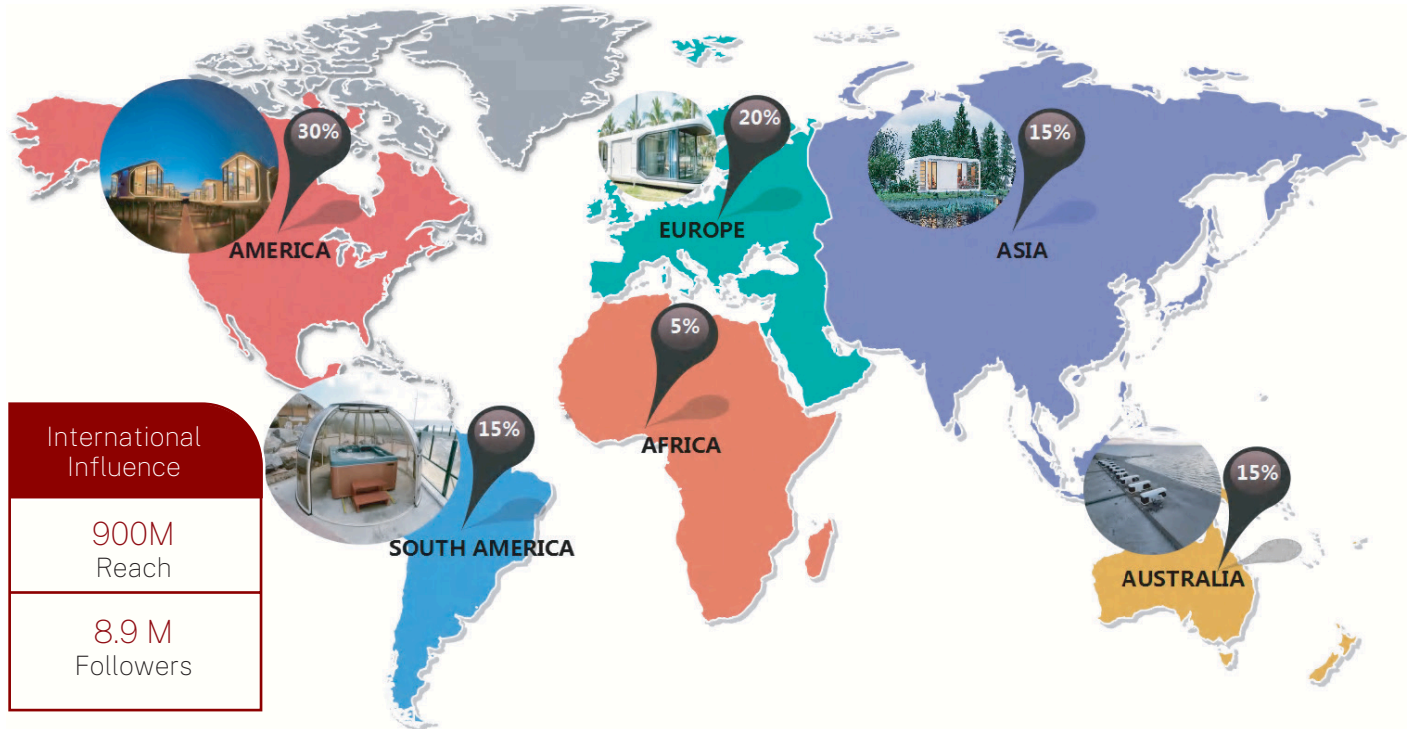 30%
AMERICA
20%
EUROPE
15%
ASIA
5%
AFRICA
15%
SOUTH AMERICA
15%
AUSTRALIA
International
Influence
900M
Reach
8.9 M
Followers